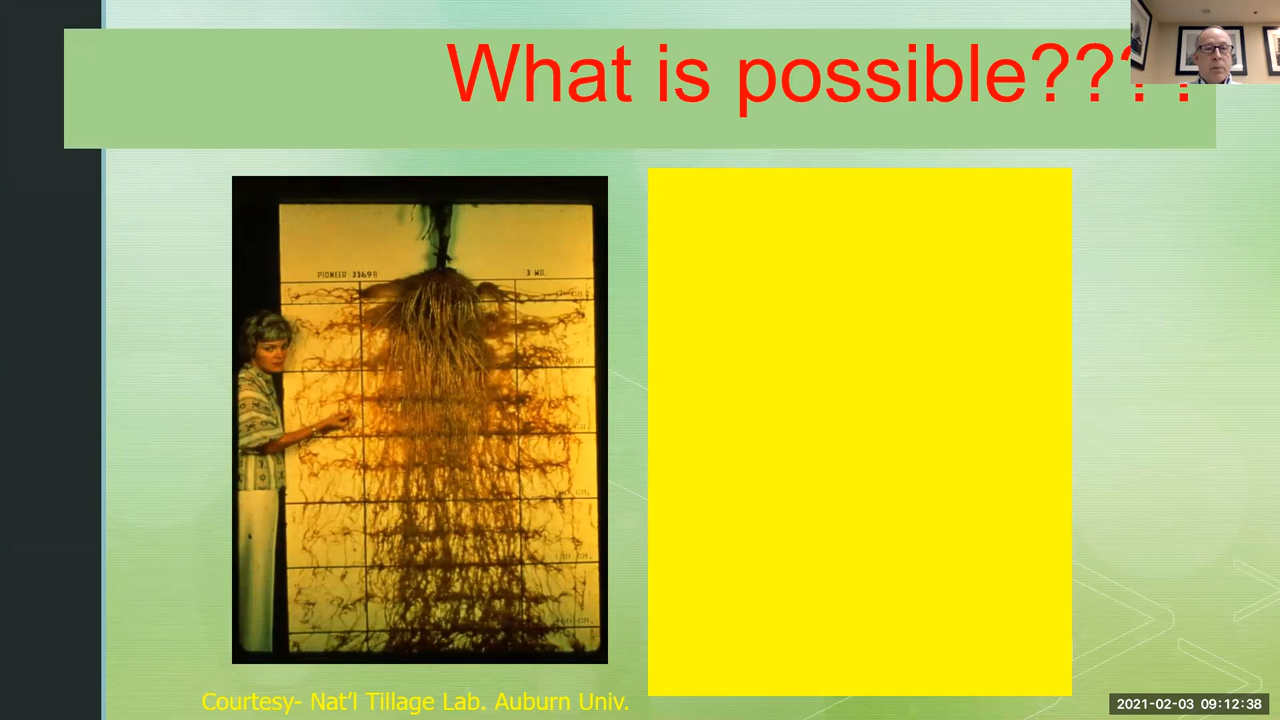 What is possible????
PIONEER 3369A
3 MO.
Courtesy- Nat'l Tillage Lab. Auburn Univ.
2021-02-03 09:12:38